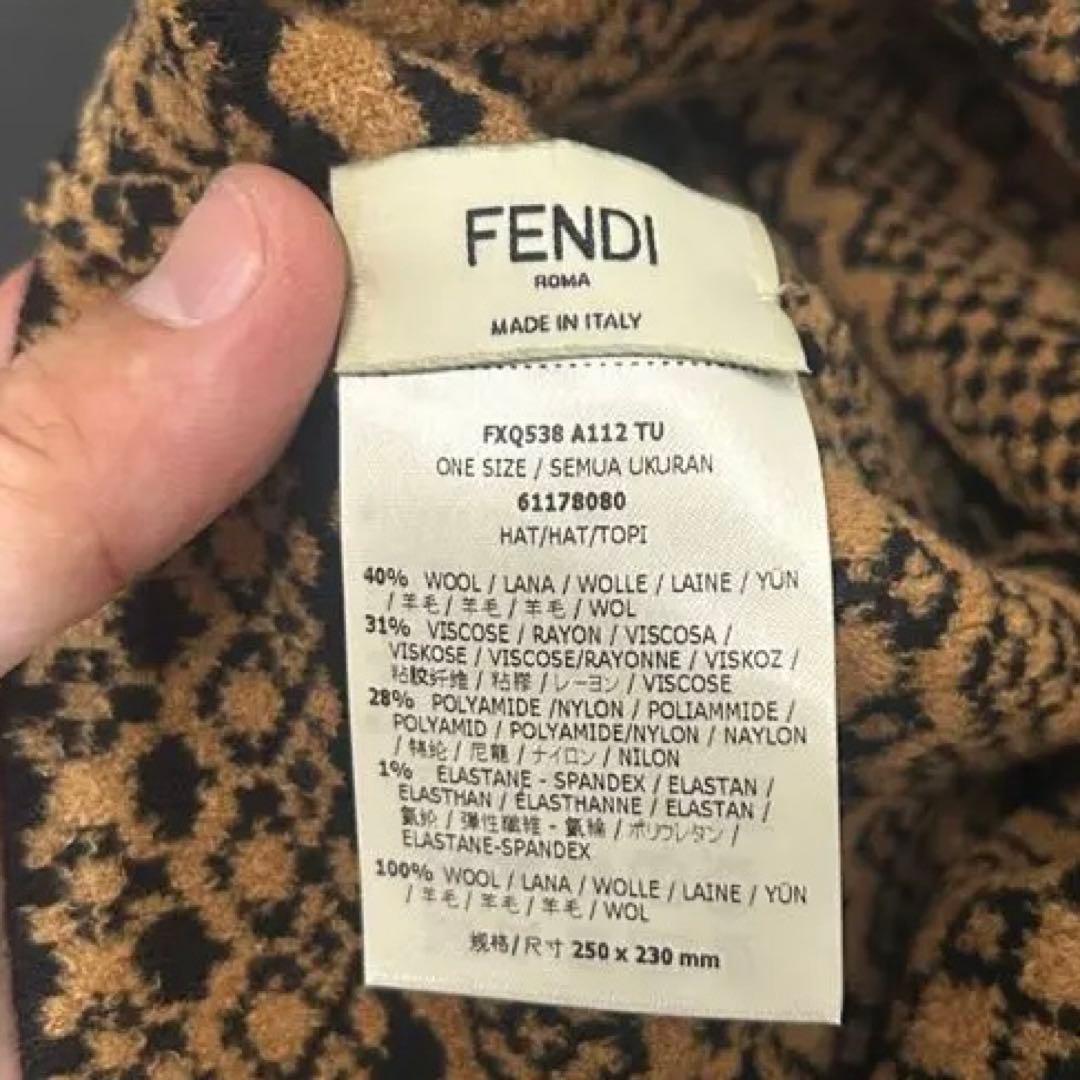 FENDI
ROMA
MADE IN ITALY
FXQ538 A112 TU
ONE SIZE / SEMUA UKURAN
61178080
HAT/HAT/TOPI
40% WOOL / LANA / WOLLE / LAINE / YÜN
/ 羊毛 / 羊毛 / 羊毛 / WOL
31% VISCOSE / RAYON / VISCOSA /
VISKOSE / VISCOSE/RAYONNE / VISKOZ /
粘胶纤维 / 粘膠 / レーヨン / VISCOSE
28% POLYAMIDE /NYLON / POLIAMMIDE /
POLYAMID / POLYAMIDE/NYLON / NAYLON
/ 锦纶 / 尼龍 / ナイロン / NILON
1% ELASTANE - SPANDEX / ELASTAN /
ELASTHAN / ÉLASTHANNE / ELASTAN /
氨纶 / 弾性繊維 - 氨綸 / ポリウレタン /
ELASTANE-SPANDEX
100% WOOL / LANA / WOLLE / LAINE / YÜN
/ 羊毛 / 羊毛 / 羊毛 / WOL
规格/尺寸 250 x 230 mm